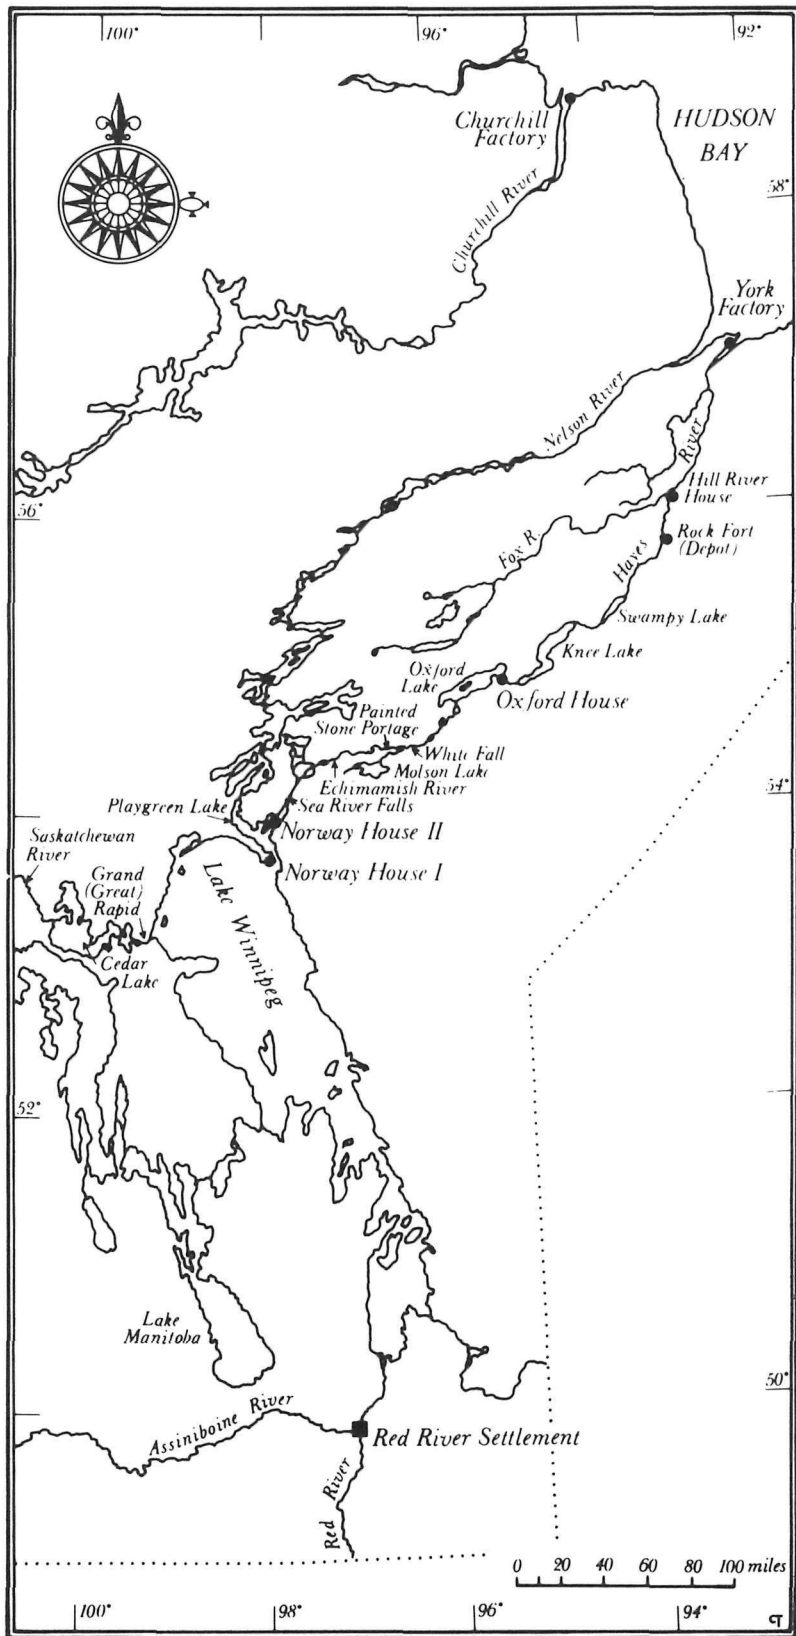 100°
96°
92°
Churchill
Factory
HUDSON
BAY
58°
Churchill River
York
Factory
Nelson River
River
Hill River
House
56°
Fox R.
Rock Fort
(Depot)
Hayes
Swampy Lake
Knee Lake
Oxford
Lake
Oxford House
Painted
Stone Portage
White Fall
Molson Lake
Echimamish River
54°
Playgreen Lake
Sea River Falls
Norway House II
Saskatchewan
River
Grand
(Great)
Rapid
Norway House I
Lake Winnipeg
Cedar
Lake
52°
Lake
Manitoba
50°
Assiniboine River
Red River Settlement
Red River
0 20 40 60 80 100 miles
100°
98°
96°
94°
CT